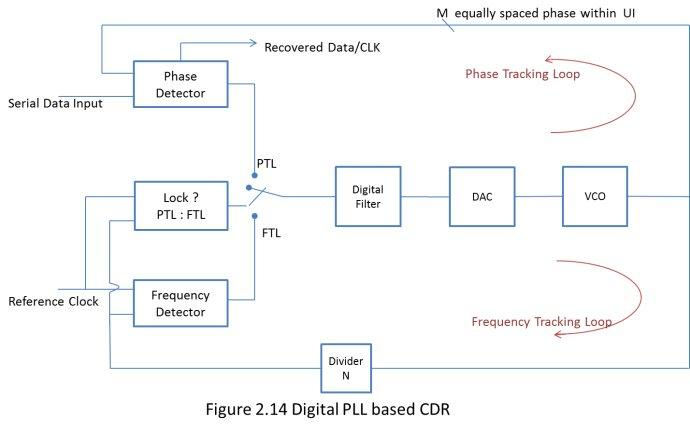 M equally spaced phase within UI
Recovered Data/CLK
Phase Tracking Loop
Phase
Detector
Serial Data Input
PTL
Lock ?
PTL : FTL
Digital
Filter
DAC
VCO
FTL
Reference Clock
Frequency
Detector
Frequency Tracking Loop
Divider
N
Figure 2.14 Digital PLL based CDR